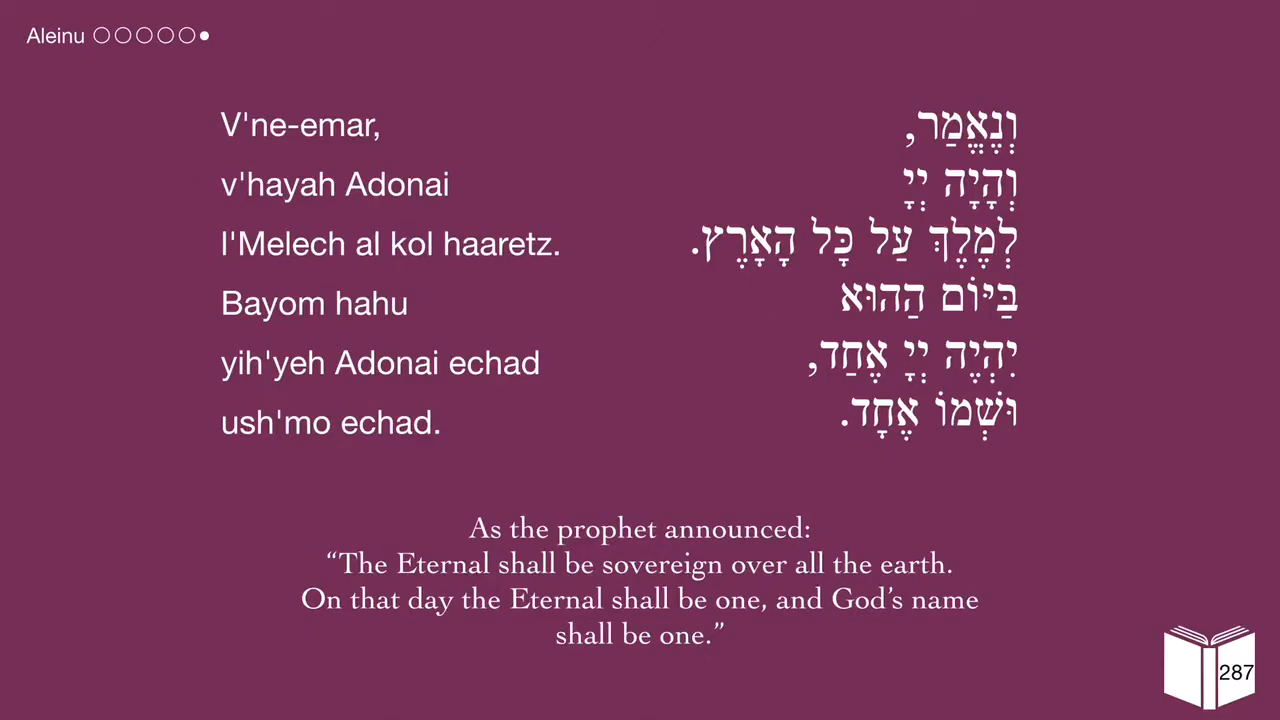 Aleinu ○○○○○●
V'ne-emar,
v'hayah Adonai
l'Melech al kol haaretz.
Bayom hahu
yih'yeh Adonai echad
ush'mo echad.
וְנֶאֱמַר,
וְהָיָה יְיָ
לְמֶלֶךְ עַל כָּל הָאָרֶץ.
בַּיּוֹם הַהוּא
יִהְיֶה יְיָ אֶחַד,
וּשְׁמוֹ אֶחָד.
As the prophet announced:
“The Eternal shall be sovereign over all the earth.
On that day the Eternal shall be one, and God’s name
shall be one.”
287